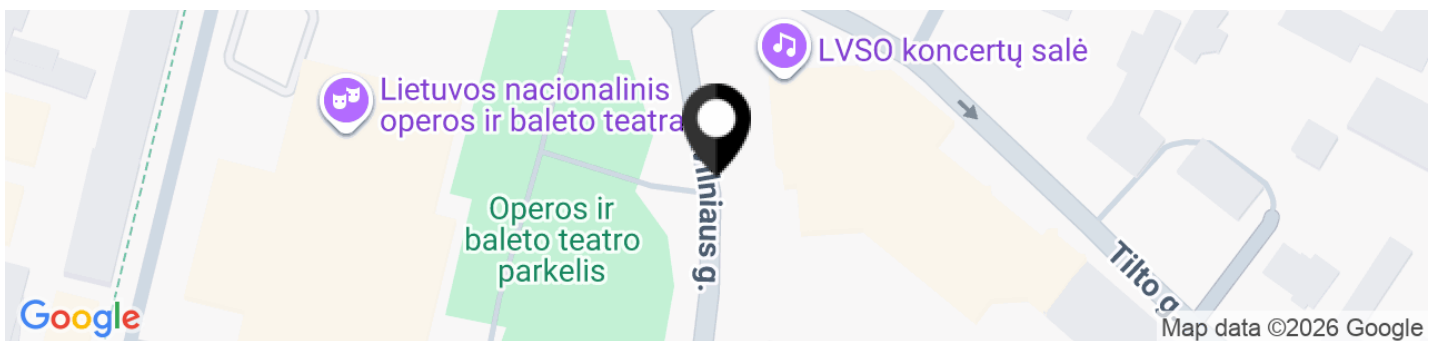 LVSO koncertų salė
Lietuvos nacionalinis
operos ir baleto teatra
Operos ir
baleto teatro
parkelis
lniaus g.
Tilto g.
Google
Map data ©2026 Google